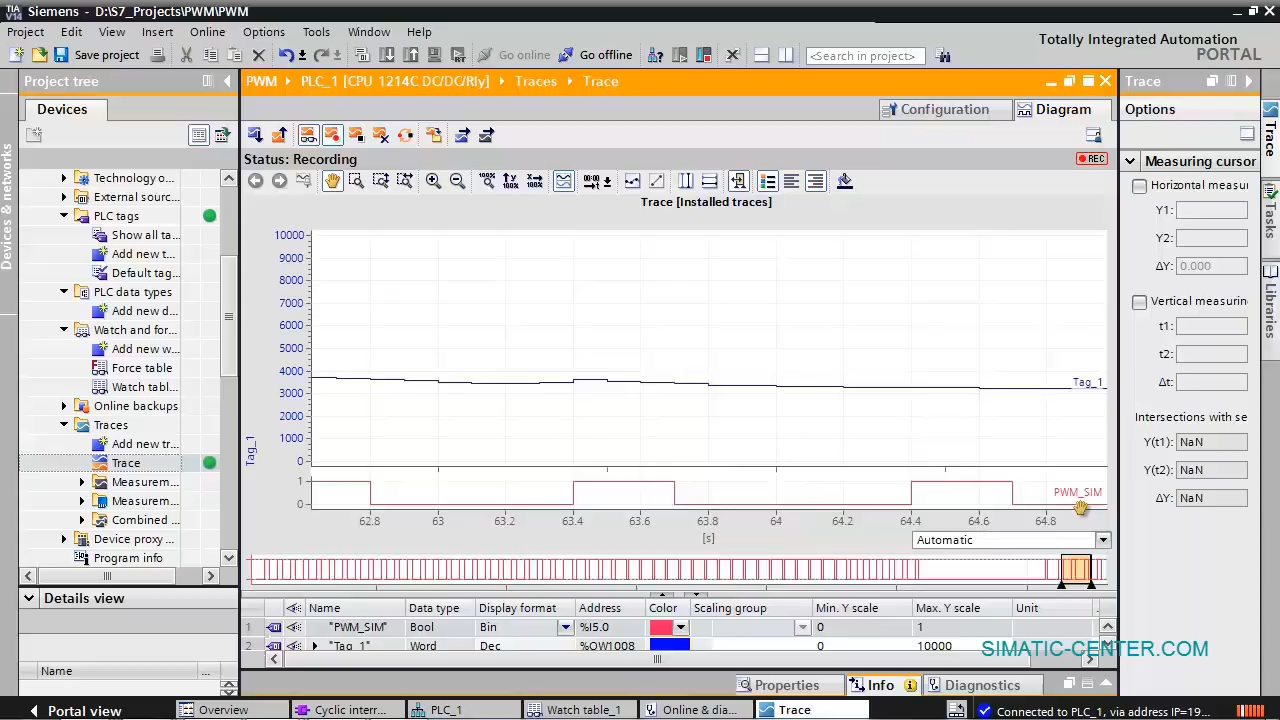 TIA
V14
Siemens - D:\S7_Projects\PWM\PWM
Project Edit View Insert Online Options Tools Window Help
Totally Integrated Automation
PORTAL
Save project
Go online
Go offline
<Search in project>
Project tree
PWM PLC_1 [CPU 1214C DC/DC/Rly] Traces Trace
Trace
Devices
Configuration
Diagram
Options
Status: Recording
REC
Measuring cursor
Devices & networks
Trace
Tasks
Libraries
Technology o...
External sourc...
PLC tags
Show all ta...
Add new t...
Default tag...
PLC data types
Add new d...
Watch and for...
Add new w...
Force table
Watch tabl...
Online backups
Traces
Add new tr...
Trace
Measurem...
Measurem...
Combined ...
Device proxy ...
Program info
Details view
Name ...
Trace [Installed traces]
10000
9000
8000
7000
6000
5000
4000
3000
2000
1000
0
Tag_1
Tag_1
1
0
PWM_SIM
62.8 63 63.2 63.4 63.6 63.8 64 64.2 64.4 64.6 64.8
[s]
Automatic
Horizontal measur
Y1:
Y2:
ΔY: 0.000
Vertical measurin
t1:
t2:
Δt:
Intersections with se
Y(t1): NaN
Y(t2): NaN
ΔY: NaN
Name Data type Display format Address Color Scaling group Min. Y scale Max. Y scale Unit
1 "PWM_SIM" Bool Bin %I5.0 0 1
2 "Tag_1" Word Dec %QW1008 0 10000
SIMATIC-CENTER.COM
Properties Info Diagnostics
Portal view Overview Cyclic interr... PLC_1 Watch table_1 Online & dia... Trace
Connected to PLC_1, via address IP=19...